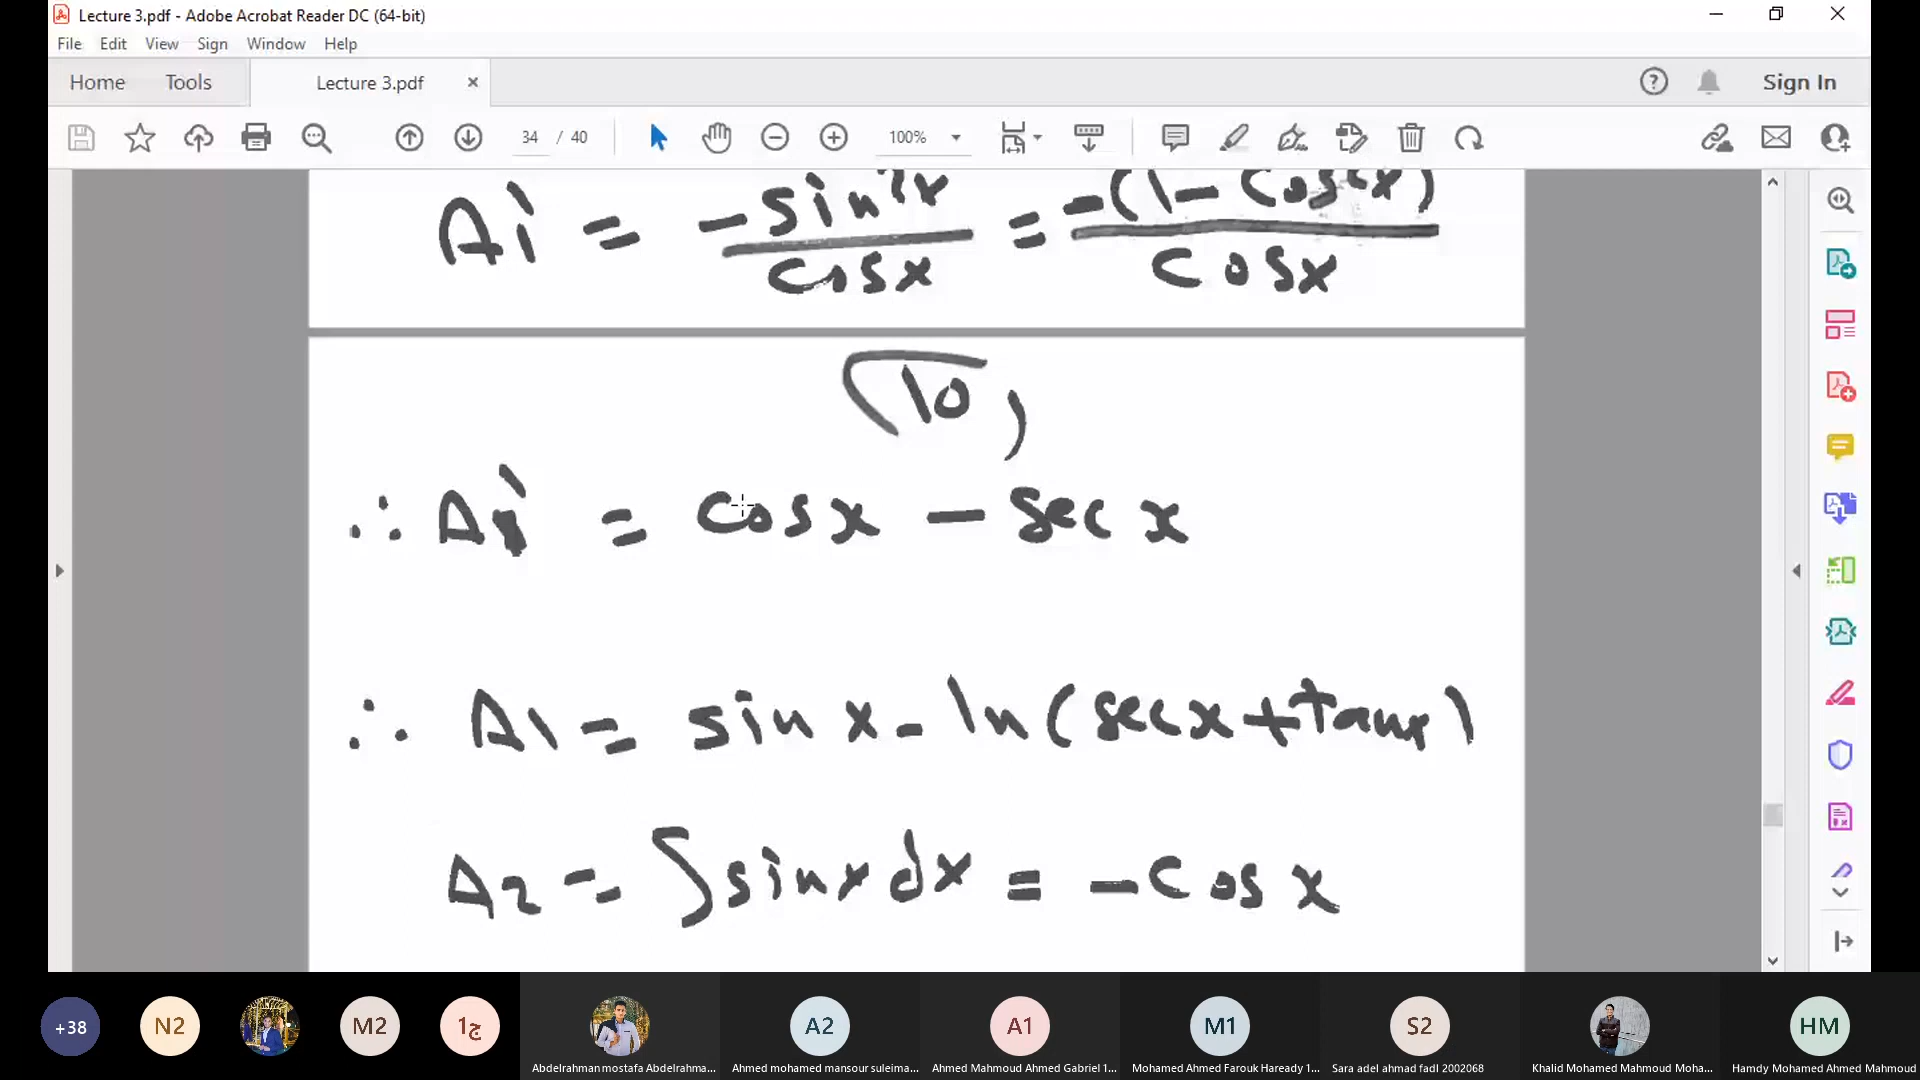 Lecture 3.pdf - Adobe Acrobat Reader DC (64-bit)
File Edit View Sign Window Help
Home Tools Lecture 3.pdf × Sign In
34 / 40 100%
A1' = -sin²x / cosx = -(1 - cos²x) / cosx
10
∴ A1' = cosx - secx
∴ A1 = sinx - ln(secx + tanx)
A2 = ∫sinx dx = -cosx
+38 N2 M2 ج1 A2 A1 M1 S2 HM
Abdelrahman mostafa Abdelrahma... Ahmed mohamed mansour suleima... Ahmed Mahmoud Ahmed Gabriel 1... Mohamed Ahmed Farouk Haready 1... Sara adel ahmad fadl 2002068 Khalid Mohamed Mahmoud Moha... Hamdy Mohamed Ahmed Mahmoud